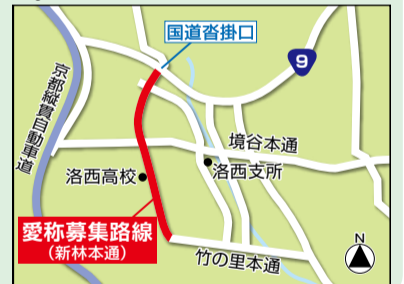 国道沓掛口
9
京都縦貫自動車道
境谷本通
洛西高校
洛西支所
愛称募集路線
(新林本通)
竹の里本通
N